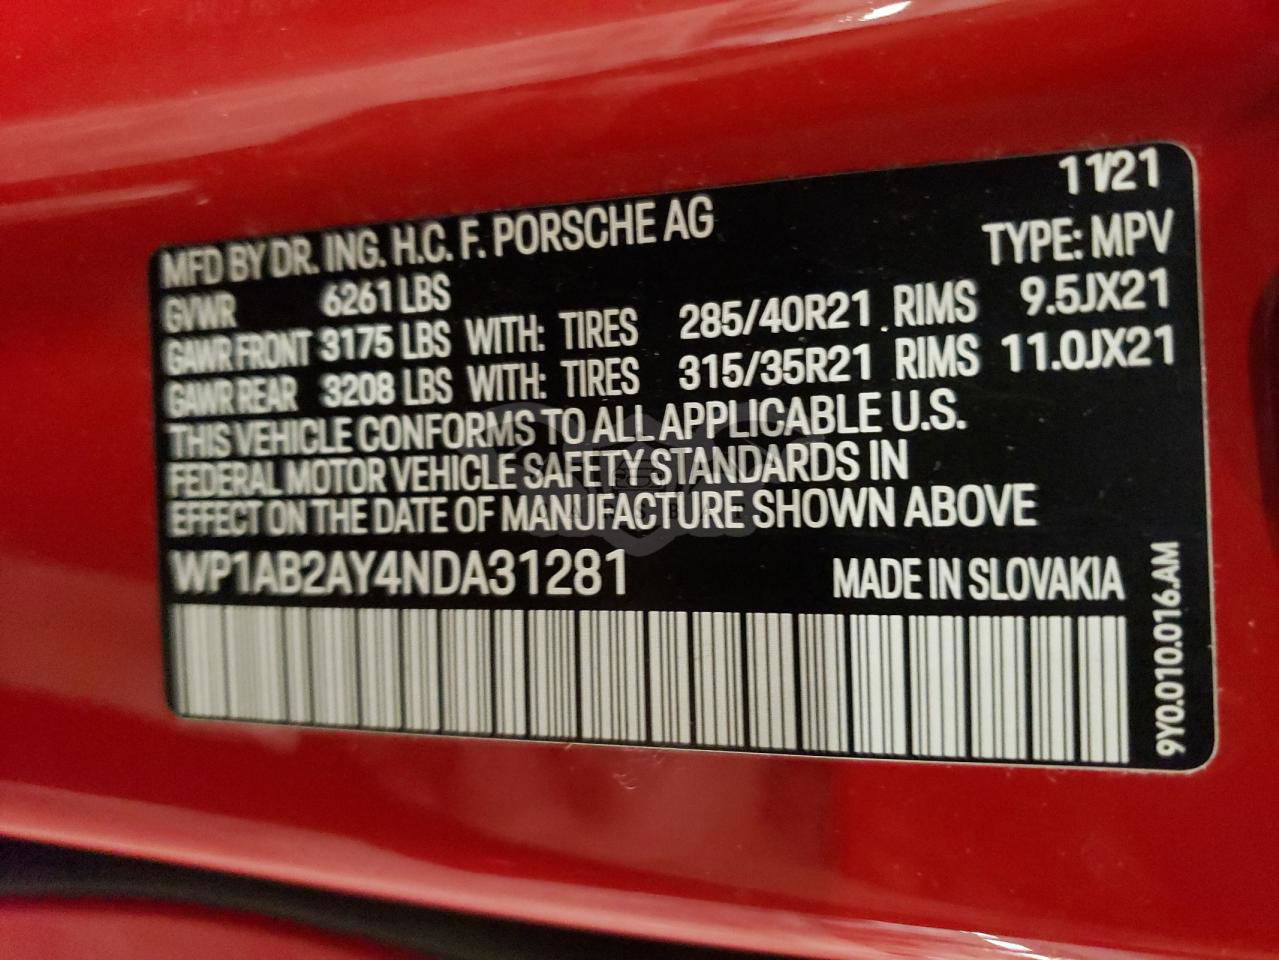 11/21
MFD BY DR. ING. H.C. F. PORSCHE AG TYPE: MPV
GVWR 6261 LBS
GAWR FRONT 3175 LBS WITH: TIRES 285/40R21 RIMS 9.5JX21
GAWR REAR 3208 LBS WITH: TIRES 315/35R21 RIMS 11.0JX21
THIS VEHICLE CONFORMS TO ALL APPLICABLE U.S.
FEDERAL MOTOR VEHICLE SAFETY STANDARDS IN
EFFECT ON THE DATE OF MANUFACTURE SHOWN ABOVE
WP1AB2AY4NDA31281 MADE IN SLOVAKIA
9Y0.010.016.AM